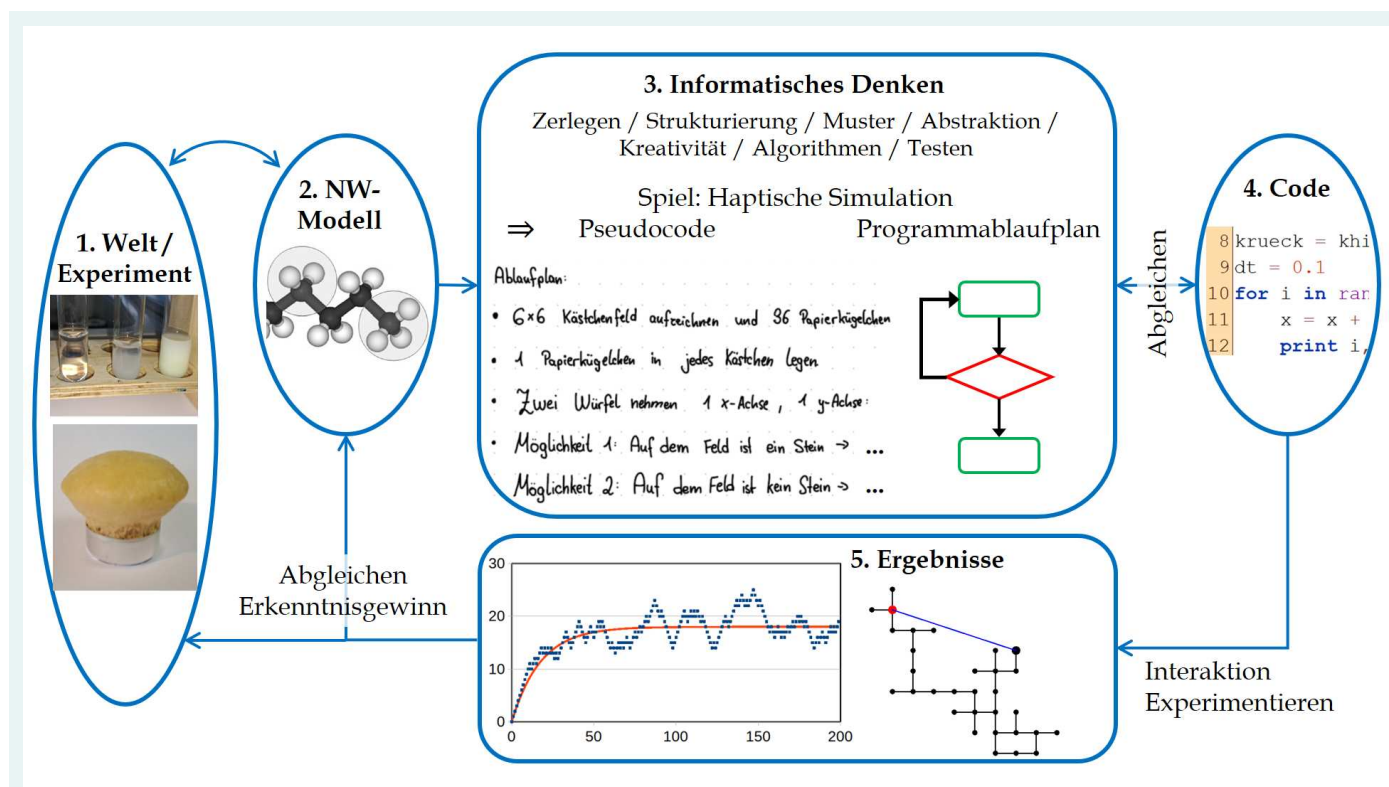 1. Welt /
Experiment
2. NW-
Modell
3. Informatisches Denken
Zerlegen / Strukturierung / Muster / Abstraktion /
Kreativität / Algorithmen / Testen
Spiel: Haptische Simulation
⇒ Pseudocode
Programmablaufplan
Ablaufplan:
• 6×6 Kästchenfeld aufzeichnen und 36 Papierkügelchen
• 1 Papierkügelchen in jedes Kästchen legen
• Zwei Würfel nehmen 1 x-Achse, 1 y-Achse:
• Möglichkeit 1: Auf dem Feld ist ein Stein → ...
Möglichkeit 2: Auf dem Feld ist kein Stein → ...
Abgleichen
4. Code
8 krueck = khi
9 dt = 0.1
10 for i in ran
11 x = x +
12 print i,
5. Ergebnisse
30
20
10
0
0 50 100 150 200
Interaktion
Experimentieren
Abgleichen
Erkenntnisgewinn